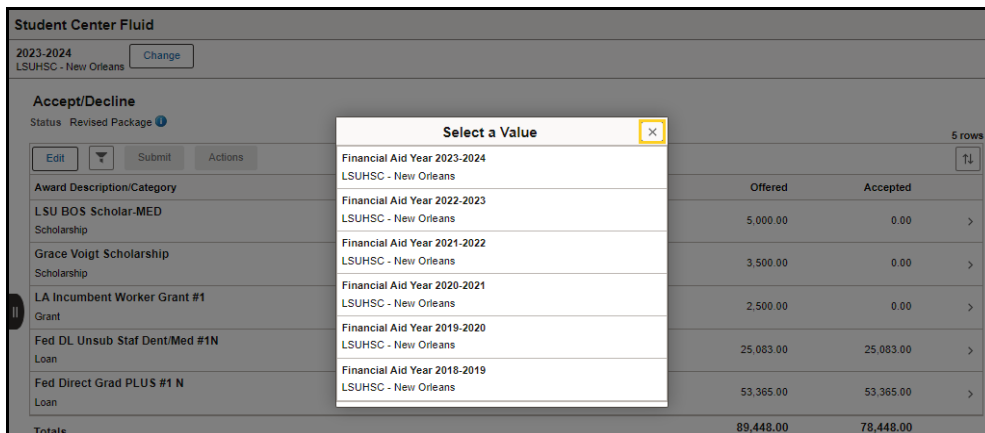 Student Center Fluid
2023-2024
LSUHSC - New Orleans
Change
Accept/Decline
Status Revised Package
5 rows
Edit
Submit
Actions
Award Description/Category
Offered
Accepted
LSU BOS Scholar-MED
Scholarship
5,000.00
0.00
Grace Voigt Scholarship
Scholarship
3,500.00
0.00
LA Incumbent Worker Grant #1
Grant
2,500.00
0.00
Fed DL Unsub Staf Dent/Med #1N
Loan
25,083.00
25,083.00
Fed Direct Grad PLUS #1 N
Loan
53,365.00
53,365.00
Totals
89,448.00
78,448.00
Select a Value
Financial Aid Year 2023-2024
LSUHSC - New Orleans
Financial Aid Year 2022-2023
LSUHSC - New Orleans
Financial Aid Year 2021-2022
LSUHSC - New Orleans
Financial Aid Year 2020-2021
LSUHSC - New Orleans
Financial Aid Year 2019-2020
LSUHSC - New Orleans
Financial Aid Year 2018-2019
LSUHSC - New Orleans